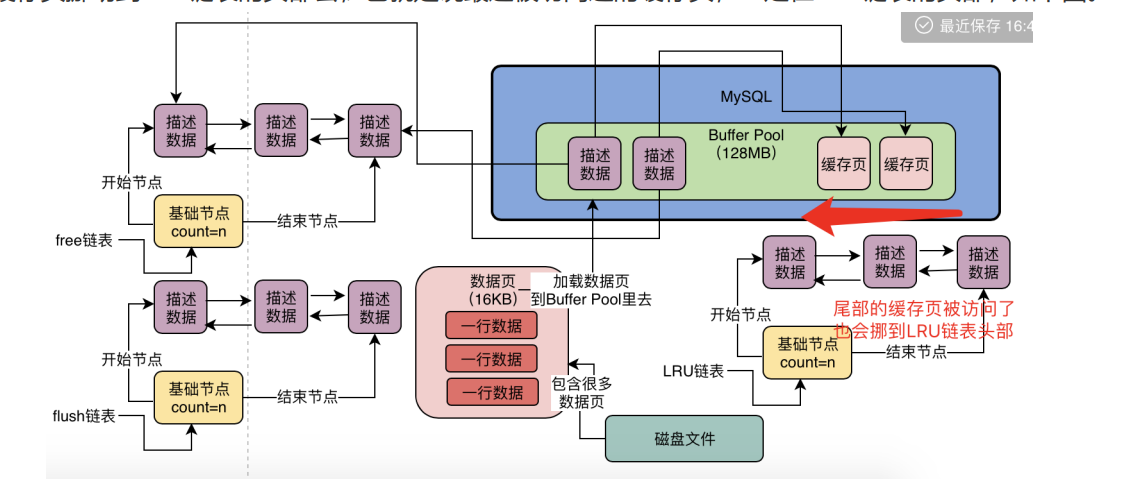 最近保存 16:4
MySQL
Buffer Pool
（128MB）
描述
数据
描述
数据
缓存页
缓存页
描述
数据
描述
数据
描述
数据
开始节点
基础节点
count=n
结束节点
free链表
描述
数据
描述
数据
描述
数据
开始节点
基础节点
count=n
结束节点
flush链表
数据页
（16KB）
一行数据
一行数据
一行数据
加载数据页
到Buffer Pool里去
包含很多
数据页
磁盘文件
描述
数据
描述
数据
描述
数据
尾部的缓存页被访问了
也会挪到LRU链表头部
开始节点
基础节点
count=n
结束节点
LRU链表